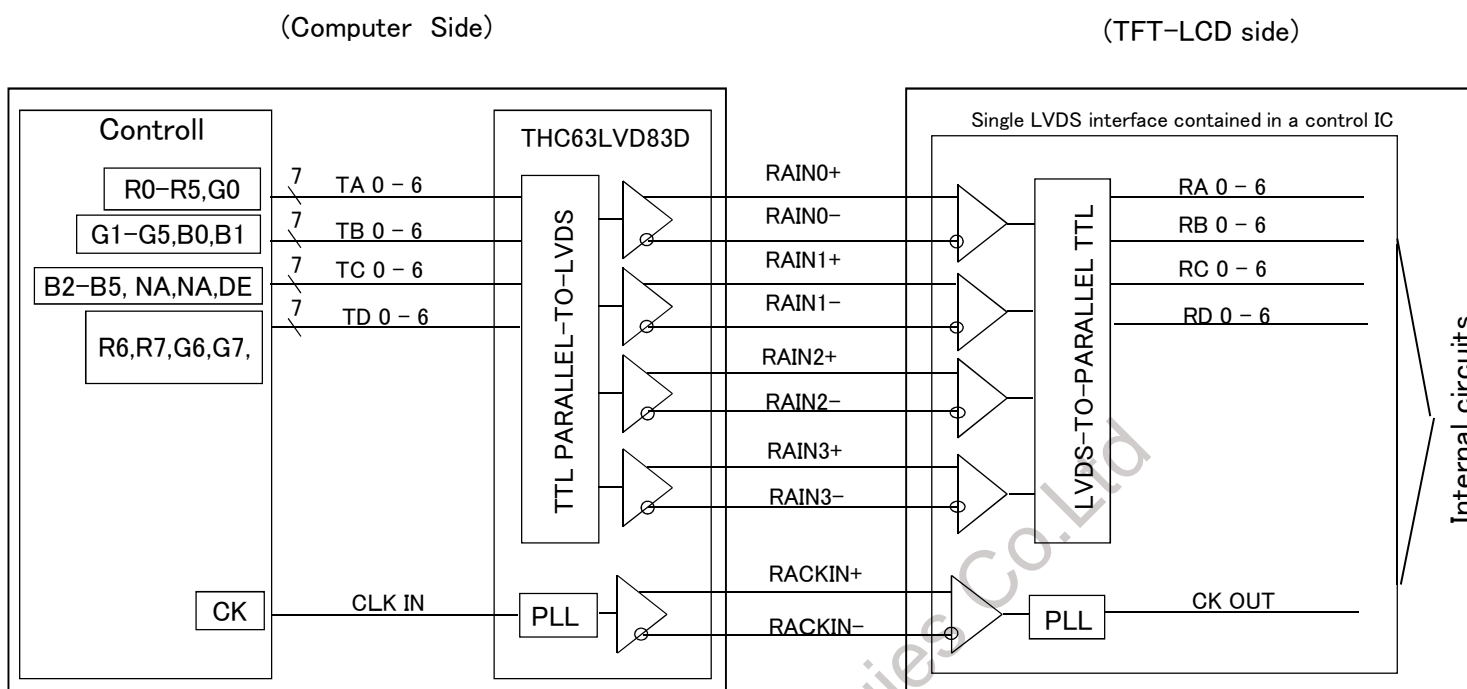 (Computer Side)
(TFT-LCD side)
Controll
THC63LVD83D
Single LVDS interface contained in a control IC
R0-R5,G0
7
TA 0 - 6
RAIN0+
RA 0 - 6
G1-G5,B0,B1
7
TB 0 - 6
RAIN0-
RB 0 - 6
B2-B5, NA,NA,DE
7
TC 0 - 6
RAIN1+
RC 0 - 6
R6,R7,G6,G7,
7
TD 0 - 6
RAIN1-
RD 0 - 6
TTL PARALLEL-TO-LVDS
LVDS-TO-PARALLEL TTL
Internal circuits
RAIN2+
RAIN2-
RAIN3+
RAIN3-
CK
CLK IN
PLL
RACKIN+
RACKIN-
PLL
CK OUT
Co.Ltd